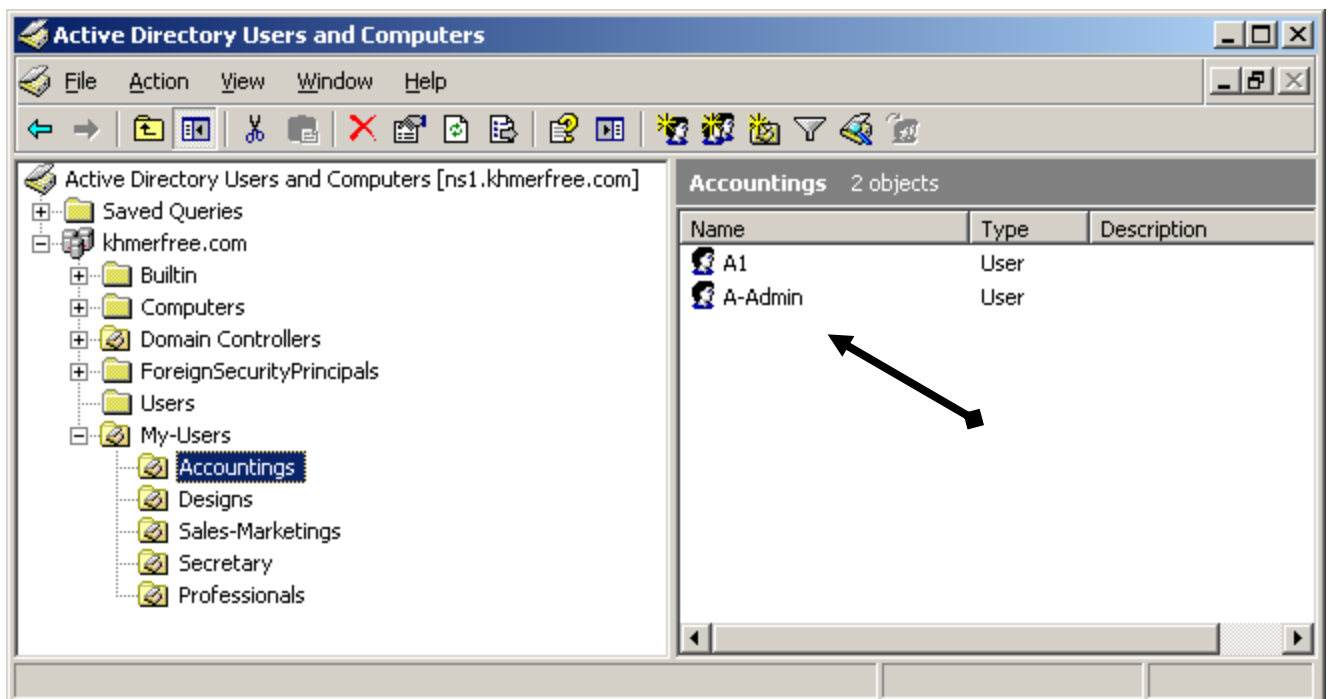 Active Directory Users and Computers
File Action View Window Help
Active Directory Users and Computers [ns1.khmerfree.com]
Saved Queries
khmerfree.com
Builtin
Computers
Domain Controllers
ForeignSecurityPrincipals
Users
My-Users
Accountings
Designs
Sales-Marketings
Secretary
Professionals
Accountings 2 objects
Name Type Description
A1 User
A-Admin User